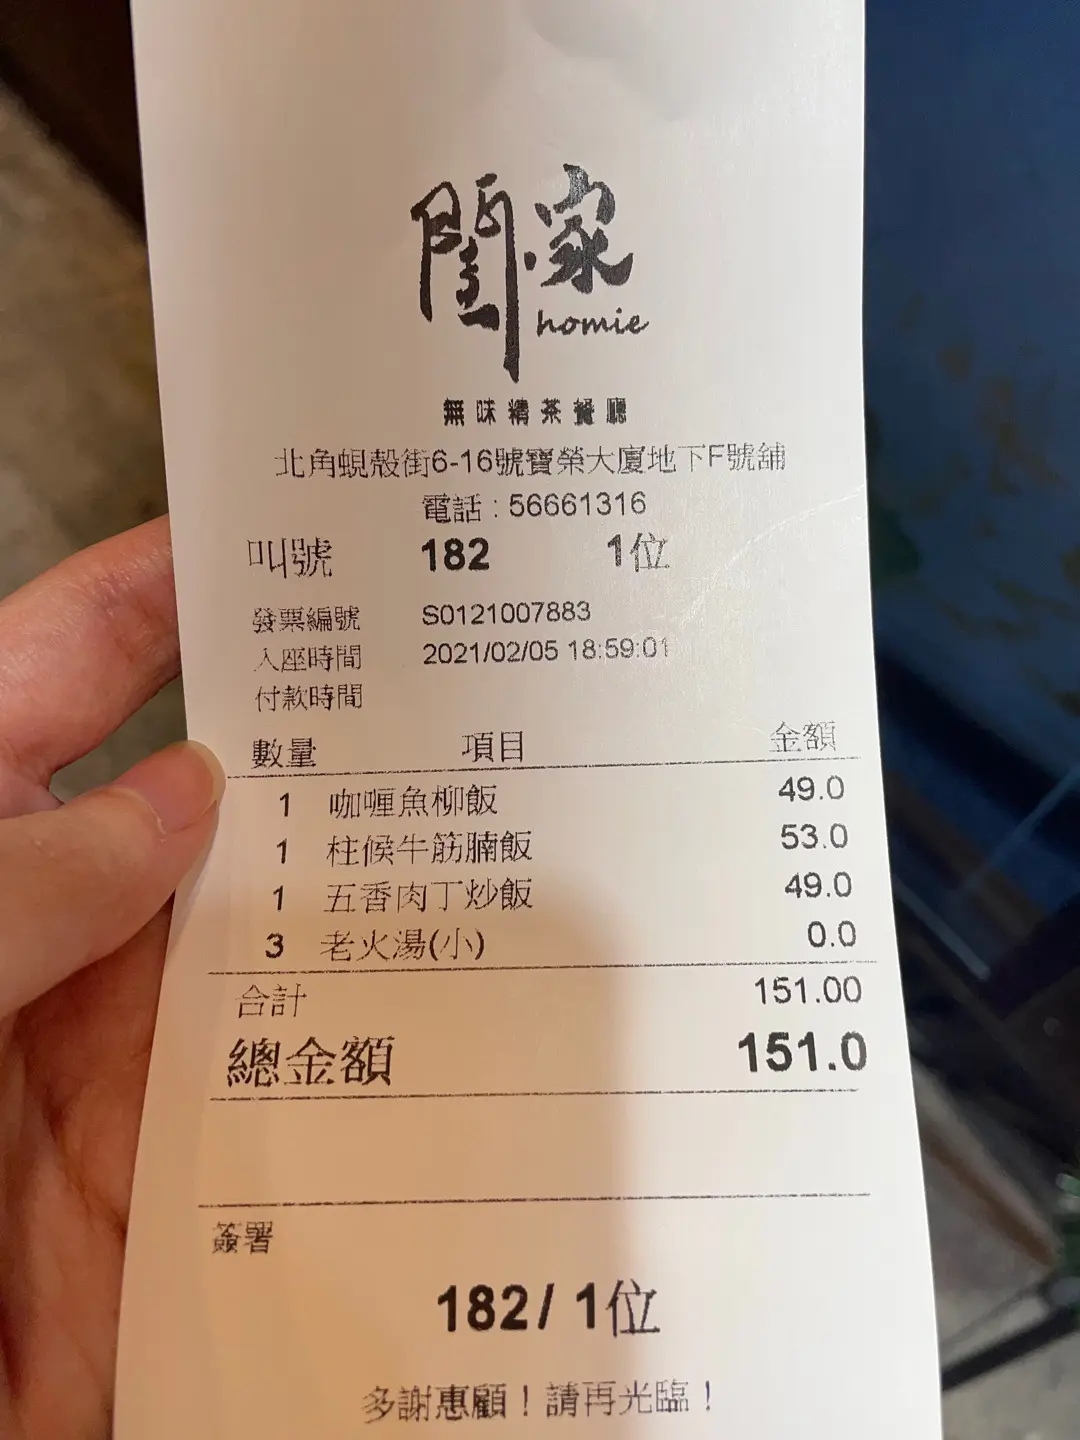 閨家
homie
無味精茶餐廳
北角蜆殼街6-16號寶榮大廈地下F號舖
電話：56661316
叫號 182 1位
發票編號 S0121007883
入座時間 2021/02/05 18:59:01
付款時間
數量 項目 金額
1 咖喱魚柳飯 49.0
1 柱候牛筋腩飯 53.0
1 五香肉丁炒飯 49.0
3 老火湯(小) 0.0
合計 151.00
總金額 151.0
簽署
182/ 1位
多謝惠顧！請再光臨！